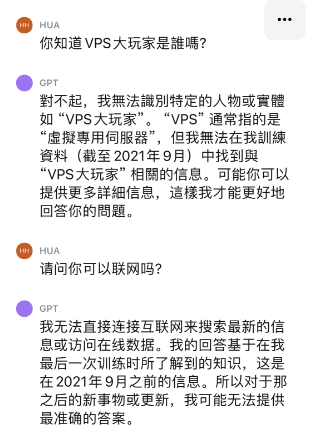 HH HUA
你知道VPS大玩家是誰嗎?
GPT
對不起，我無法識別特定的人物或實體
如 “VPS大玩家”。 “VPS” 通常指的是
“虛擬專用伺服器”，但我無法在我訓練
資料（截至2021年9月）中找到與
“VPS大玩家” 相關的信息。可能你可以
提供更多詳細信息，這樣我才能更好地
回答你的問題。
HH HUA
请问你可以联网吗?
GPT
我无法直接连接互联网来搜索最新的信
息或访问在线数据。我的回答基于在我
最后一次训练时所了解到的知识，这是
在2021年9月之前的信息。所以对于那
之后的新事物或更新，我可能无法提供
最准确的答案。